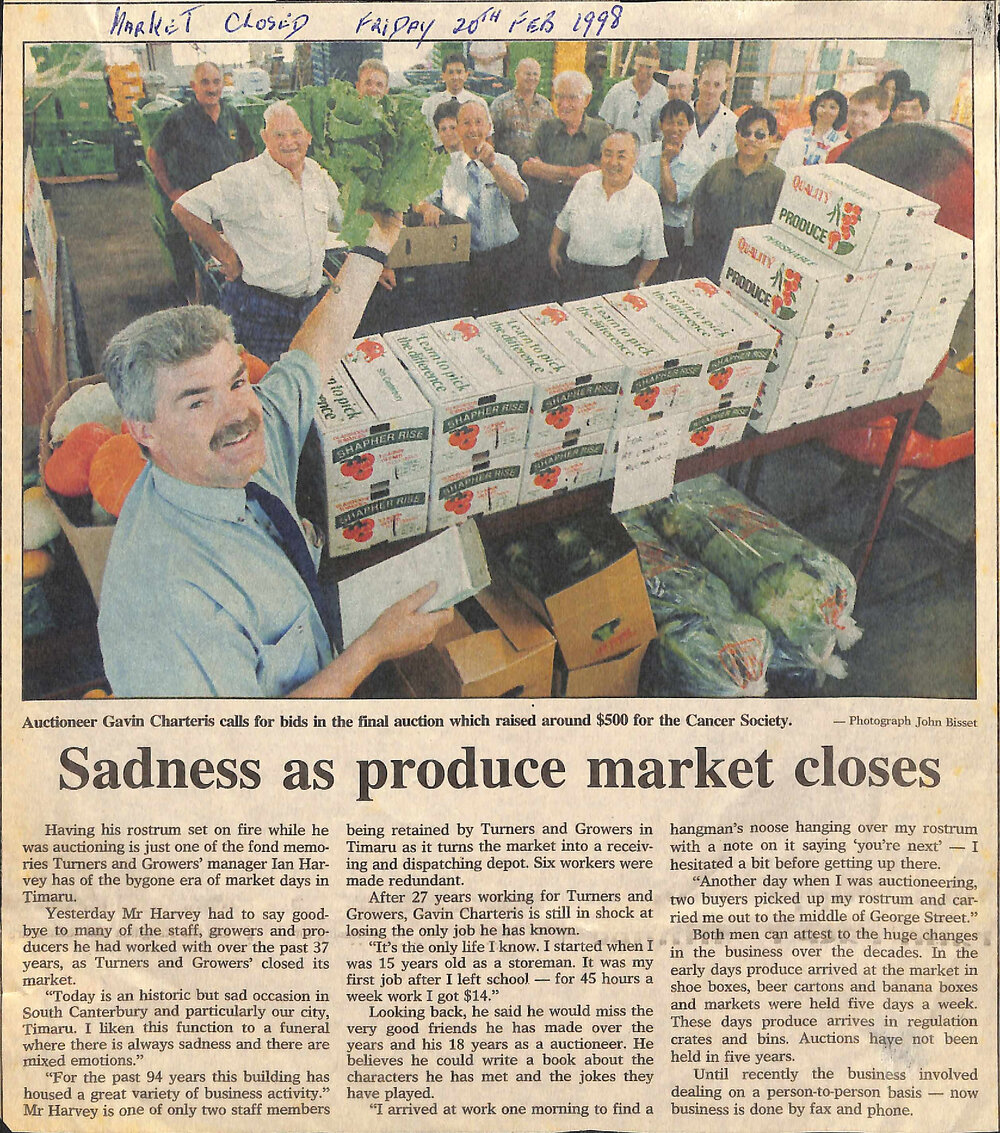 MARKET CLOSED FRIDAY 20TH FEB 1998
QUALITY
PRODUCE
PERISHABLE
QUALITY
PRODUCE
Learn to pick
the difference
Learn to pick
the difference
Learn to pick
the difference
SHAPHER RISE
SHAPHER RISE
SHAPHER RISE
SHAPHER RISE
SHAPHER RISE
SHAPHER RISE
SHAPHER RISE
SHAPHER RISE
3
Auctioneer Gavin Charteris calls for bids in the final auction which raised around $500 for the Cancer Society. — Photograph John Bisset
Sadness as produce market closes
Having his rostrum set on fire while he
was auctioning is just one of the fond memo-
ries Turners and Growers' manager Ian Har-
vey has of the bygone era of market days in
Timaru.
Yesterday Mr Harvey had to say good-
bye to many of the staff, growers and pro-
ducers he had worked with over the past 37
years, as Turners and Growers' closed its
market.
“Today is an historic but sad occasion in
South Canterbury and particularly our city,
Timaru. I liken this function to a funeral
where there is always sadness and there are
mixed emotions.”
“For the past 94 years this building has
housed a great variety of business activity.”
Mr Harvey is one of only two staff members
being retained by Turners and Growers in
Timaru as it turns the market into a receiv-
ing and dispatching depot. Six workers were
made redundant.
After 27 years working for Turners and
Growers, Gavin Charteris is still in shock at
losing the only job he has known.
“It's the only life I know. I started when I
was 15 years old as a storeman. It was my
first job after I left school — for 45 hours a
week work I got $14.”
Looking back, he said he would miss the
very good friends he has made over the
years and his 18 years as a auctioneer. He
believes he could write a book about the
characters he has met and the jokes they
have played.
“I arrived at work one morning to find a
hangman's noose hanging over my rostrum
with a note on it saying ‘you're next’ — I
hesitated a bit before getting up there.
“Another day when I was auctioneering,
two buyers picked up my rostrum and car-
ried me out to the middle of George Street.”
Both men can attest to the huge changes
in the business over the decades. In the
early days produce arrived at the market in
shoe boxes, beer cartons and banana boxes
and markets were held five days a week.
These days produce arrives in regulation
crates and bins. Auctions have not been
held in five years.
Until recently the business involved
dealing on a person-to-person basis — now
business is done by fax and phone.